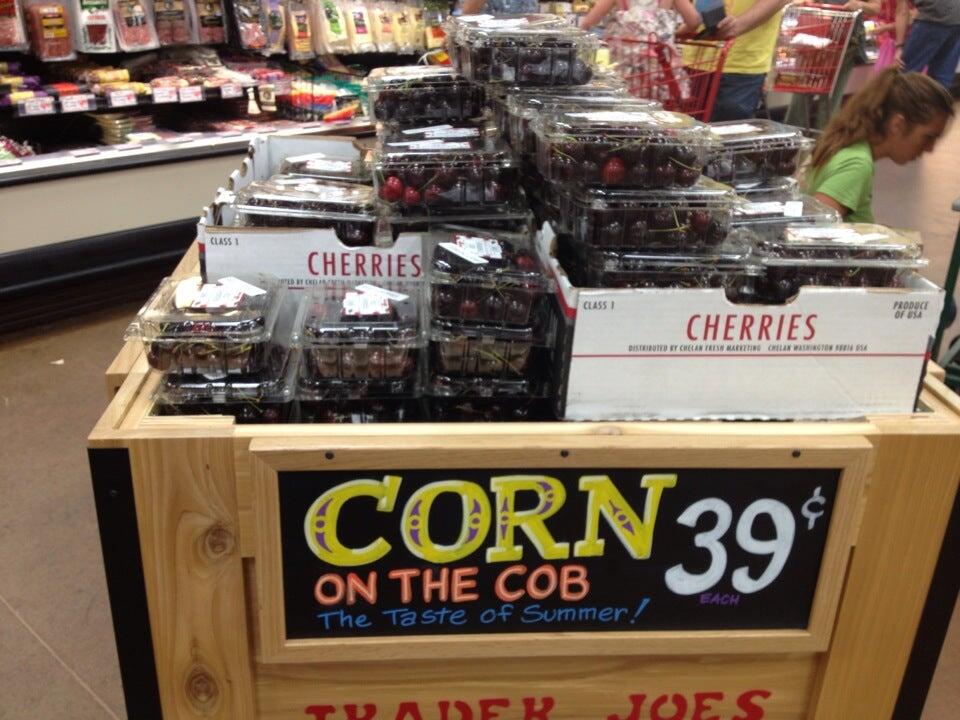 CLASS 1
CHERRIES
CLASS 1
PRODUCE
OF USA
CHERRIES
DISTRIBUTED BY CHELAN FRESH MARKETING CHELAN WASHINGTON 98816 USA
CORN
39¢
ON THE COB
EACH
The Taste of Summer!
TRADER JOES